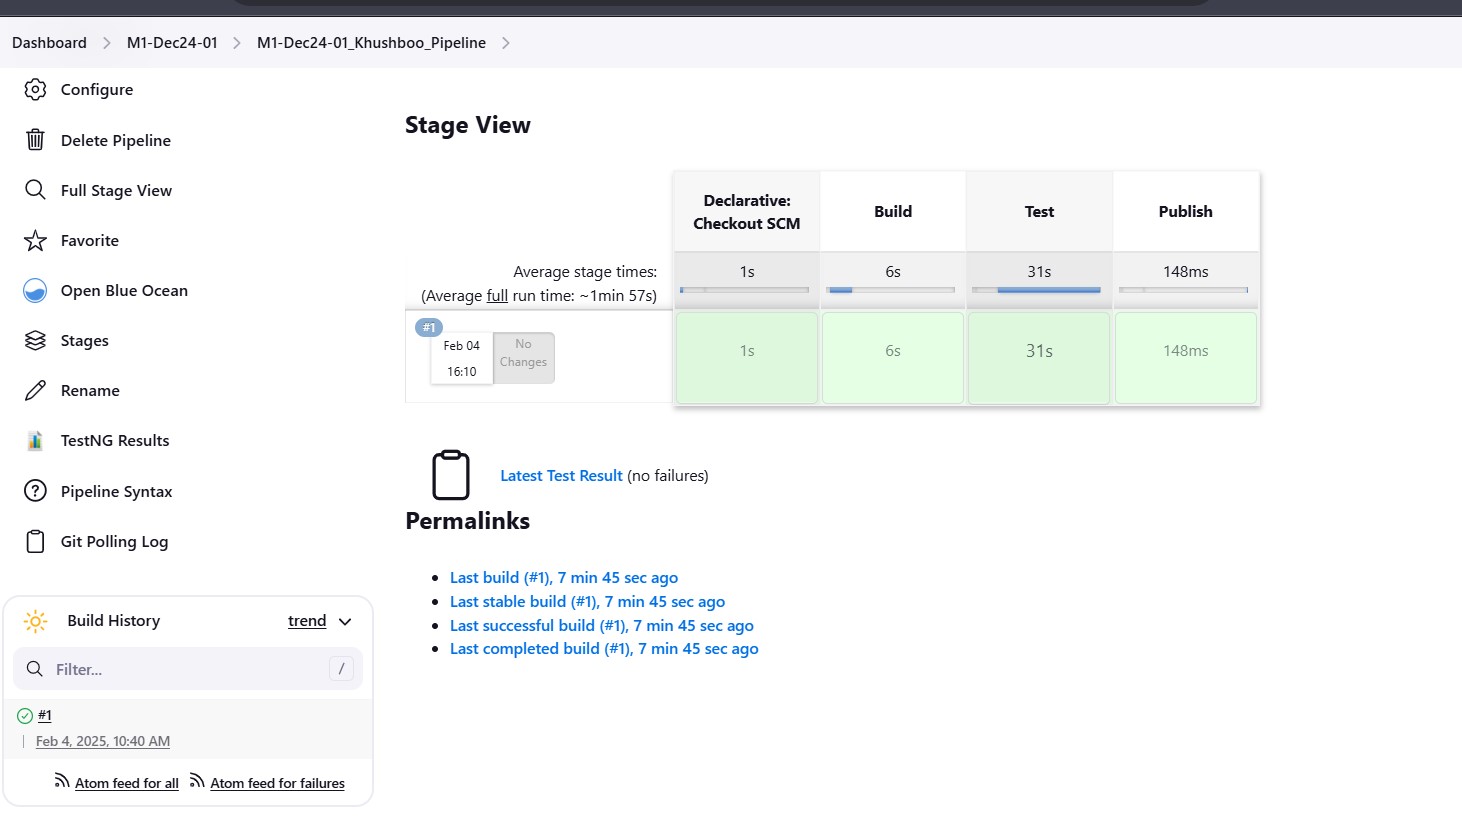 Dashboard > M1-Dec24-01 > M1-Dec24-01_Khushboo_Pipeline >
Configure
Delete Pipeline
Full Stage View
Favorite
Open Blue Ocean
Stages
Rename
TestNG Results
Pipeline Syntax
Git Polling Log
Build History trend
Filter... /
#1
Feb 4, 2025, 10:40 AM
Atom feed for all Atom feed for failures
Stage View
Declarative: Checkout SCM Build Test Publish
Average stage times: 1s 6s 31s 148ms
(Average full run time: ~1min 57s)
#1
Feb 04 No
16:10 Changes
1s 6s 31s 148ms
Latest Test Result (no failures)
Permalinks
Last build (#1), 7 min 45 sec ago
Last stable build (#1), 7 min 45 sec ago
Last successful build (#1), 7 min 45 sec ago
Last completed build (#1), 7 min 45 sec ago